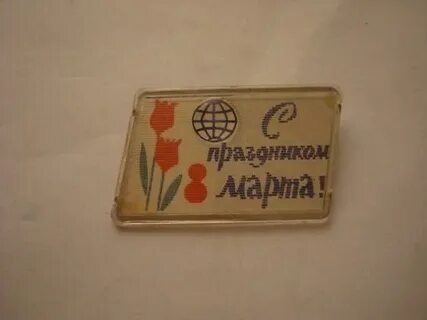 С
праздником
8 марта!